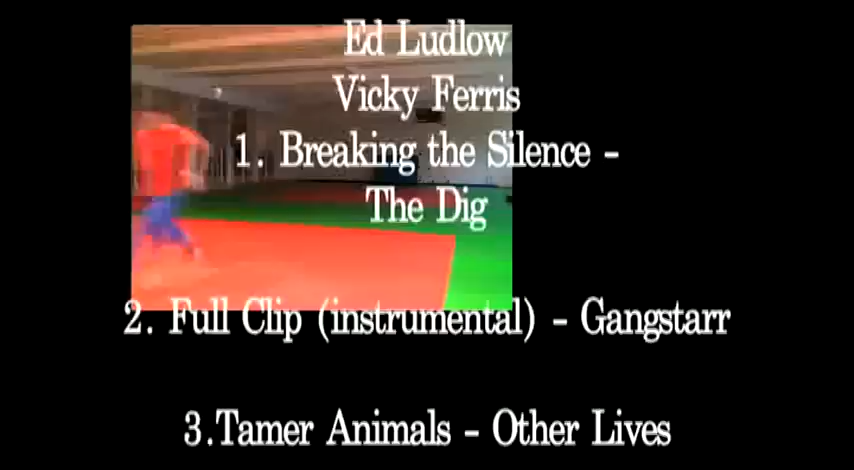 Ed Ludlow
Vicky Ferris
1. Breaking the Silence -
The Dig
2. Full Clip (instrumental) - Gangstarr
3.Tamer Animals - Other Lives